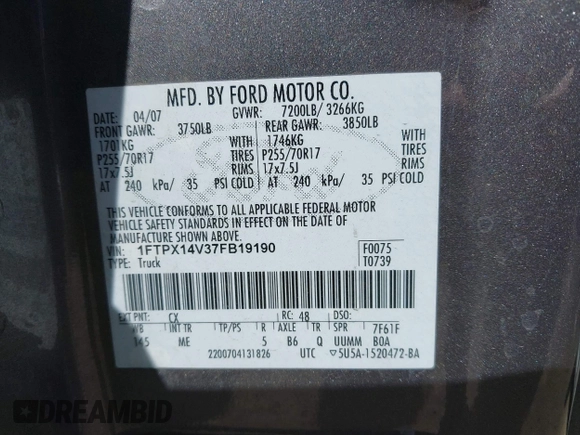 MFD. BY FORD MOTOR CO.
DATE: 04/07 GVWR: 7200LB/ 3266KG
FRONT GAWR: 3750LB REAR GAWR: 3850LB
1701KG WITH 1746KG WITH
P255/70R17 TIRES P255/70R17 TIRES
17x7.5J RIMS 17x7.5J RIMS
AT 240 kPa/ 35 PSI COLD AT 240 kPa/ 35 PSI COLD
THIS VEHICLE CONFORMS TO ALL APPLICABLE FEDERAL MOTOR
VEHICLE SAFETY STANDARDS IN EFFECT ON THE DATE OF
MANUFACTURE SHOWN ABOVE.
VIN: 1FTPX14V37FB19190 F0075
TYPE: Truck T0739
EXT PNT: CX RC: 48 DSO:
WB INT TR TP/PS R AXLE TR SPR 7F61F
145 ME 5 B6 Q UUMM BOA
2200704131826 UTC 5U5A-1520472-BA
DREAMBID